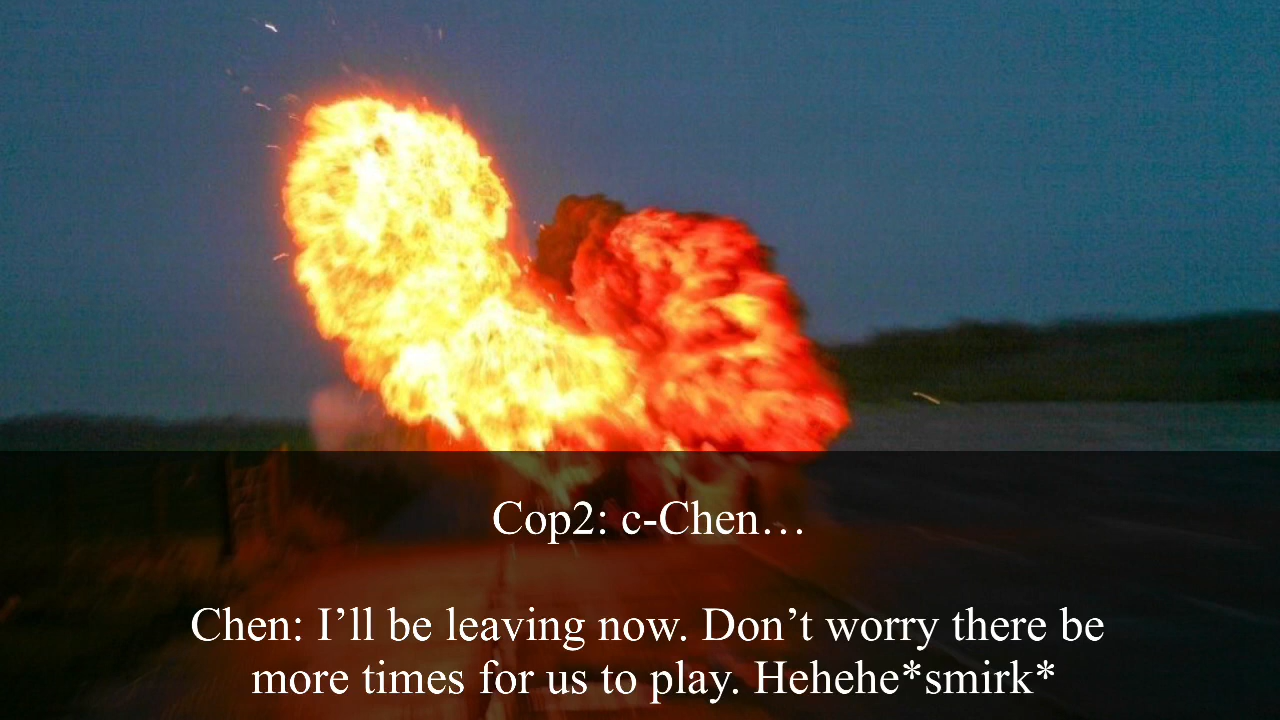 Cop2: c-Chen…
Chen: I’ll be leaving now. Don’t worry there be
more times for us to play. Hehehe*smirk*